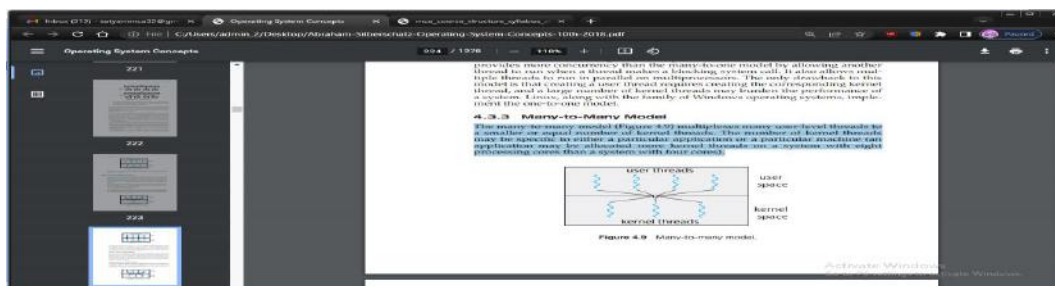 Operating System Concepts
File | C:/Users/admin_2/Desktop/Abraham-Silberschatz-Operating-System-Concepts-10th-2018.pdf
Paused
Operating System Concepts
/ 1278
110%
221
222
223
provides more concurrency than the many-to-one model by allowing another
thread to run when a thread makes a blocking system call. It also allows mul-
tiple threads to run in parallel on multiprocessors. The only drawback to this
model is that creating a user thread requires creating the corresponding kernel
thread, and a large number of kernel threads may burden the performance of
a system. Linux, along with the family of Windows operating systems, imple-
ment the one-to-one model.
4.3.3 Many-to-Many Model
The many-to-many model (Figure 4.9) multiplexes many user-level threads to
a smaller or equal number of kernel threads. The number of kernel threads
may be specific to either a particular application or a particular machine (an
application may be allocated more kernel threads on a system with eight
processing cores than a system with four cores).
user threads
user
space
kernel
space
kernel threads
Figure 4.9 Many-to-many model.
Activate Windows